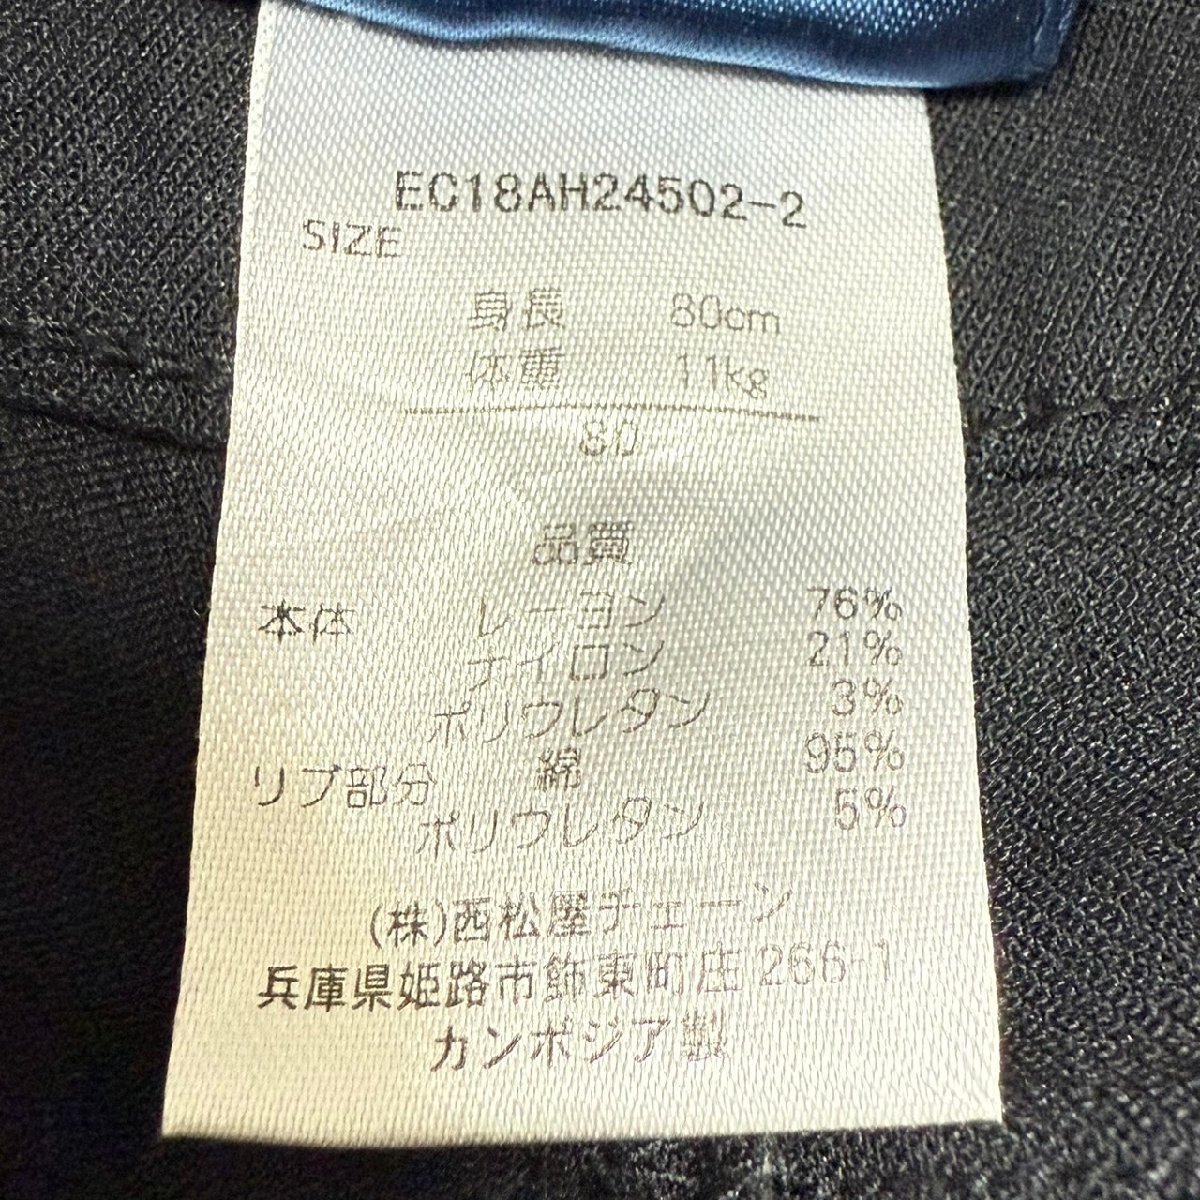 EC18AH24502-2
SIZE
身長 80cm
体重 11kg
80
品質
本体 レーヨン 76%
ナイロン 21%
ポリウレタン 3%
リブ部分 綿 95%
ポリウレタン 5%
(株)西松屋チェーン
兵庫県姫路市飾東町庄266-1
カンボジア製